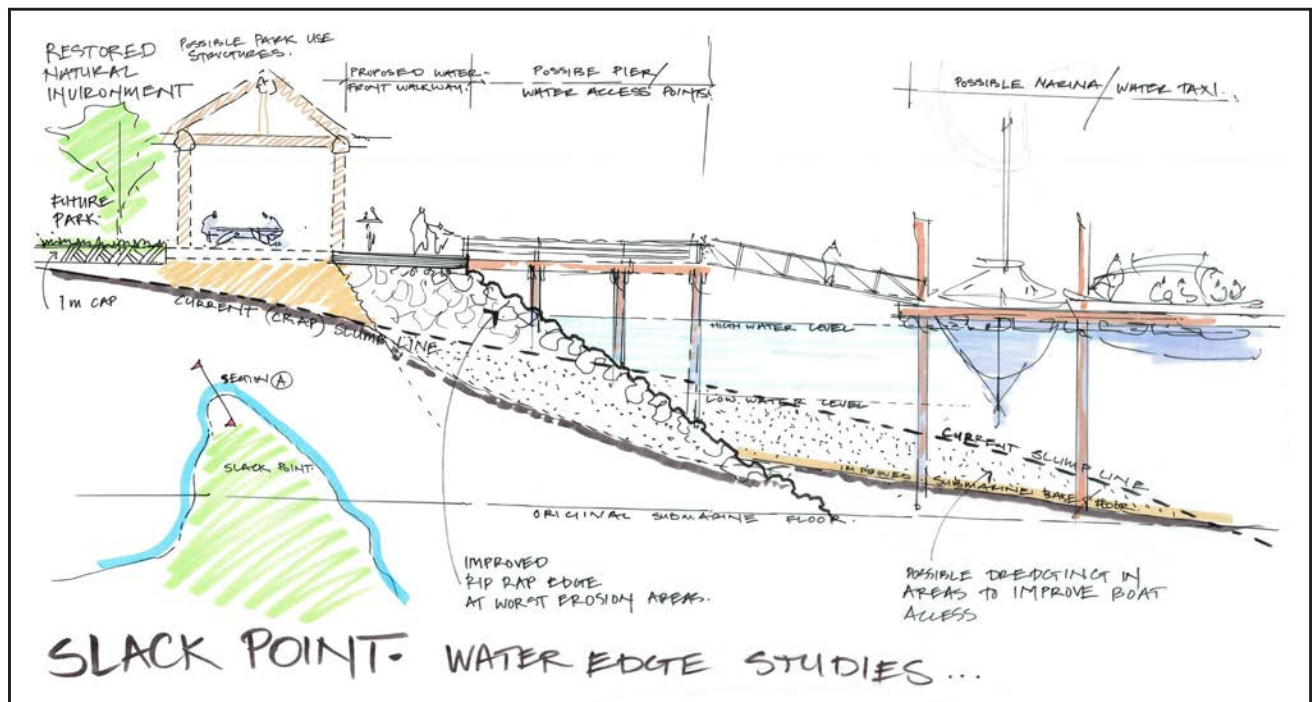 RESTORED
NATURAL
INVIRONMENT
POSSIBLE PARK USE
STRUCTURES.
PROPOSED WATER-
FRONT WALKWAY.
POSSIBE PIER/
WATER ACCESS POINTS.
POSSIBLE MARINA/WATER TAXI..
FUTURE
PARK
1m CAP
CURRENT (CRAP) SLUMP LINE.
HIGH WATER LEVEL
LOW WATER LEVEL
CURRENT SLUMP LINE
IMPROVED SUBMARINE BASE/FLOOR.
ORIGINAL SUBMARINE FLOOR.
SECTION A
SLACK POINT.
IMPROVED
RIP RAP EDGE
AT WORST EROSION AREAS.
POSSIBLE DREDGING IN
AREAS TO IMPROVE BOAT
ACCESS
SLACK POINT. WATER EDGE STUDIES...